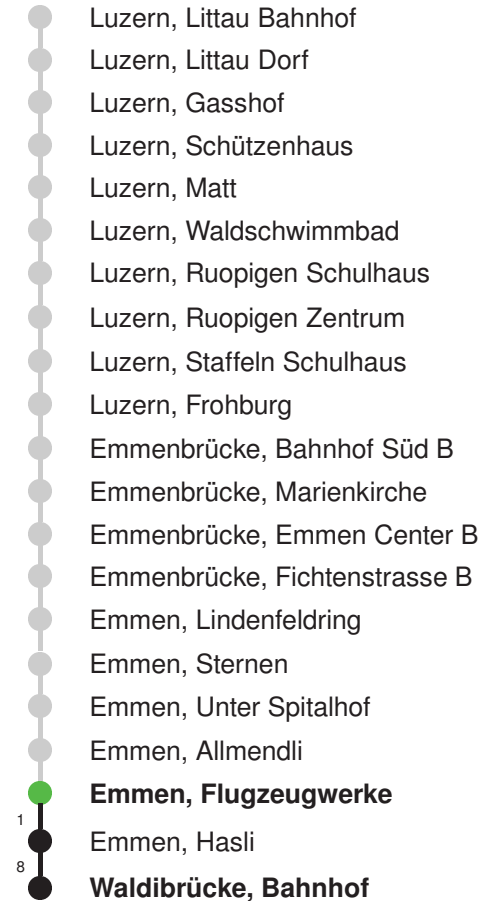 Luzern, Littau Bahnhof
Luzern, Littau Dorf
Luzern, Gasshof
Luzern, Schützenhaus
Luzern, Matt
Luzern, Waldschwimmbad
Luzern, Ruopigen Schulhaus
Luzern, Ruopigen Zentrum
Luzern, Staffeln Schulhaus
Luzern, Frohburg
Emmenbrücke, Bahnhof Süd B
Emmenbrücke, Marienkirche
Emmenbrücke, Emmen Center B
Emmenbrücke, Fichtenstrasse B
Emmen, Lindenfeldring
Emmen, Sternen
Emmen, Unter Spitalhof
Emmen, Allmendli
Emmen, Flugzeugwerke
1
Emmen, Hasli
8
Waldibrücke, Bahnhof